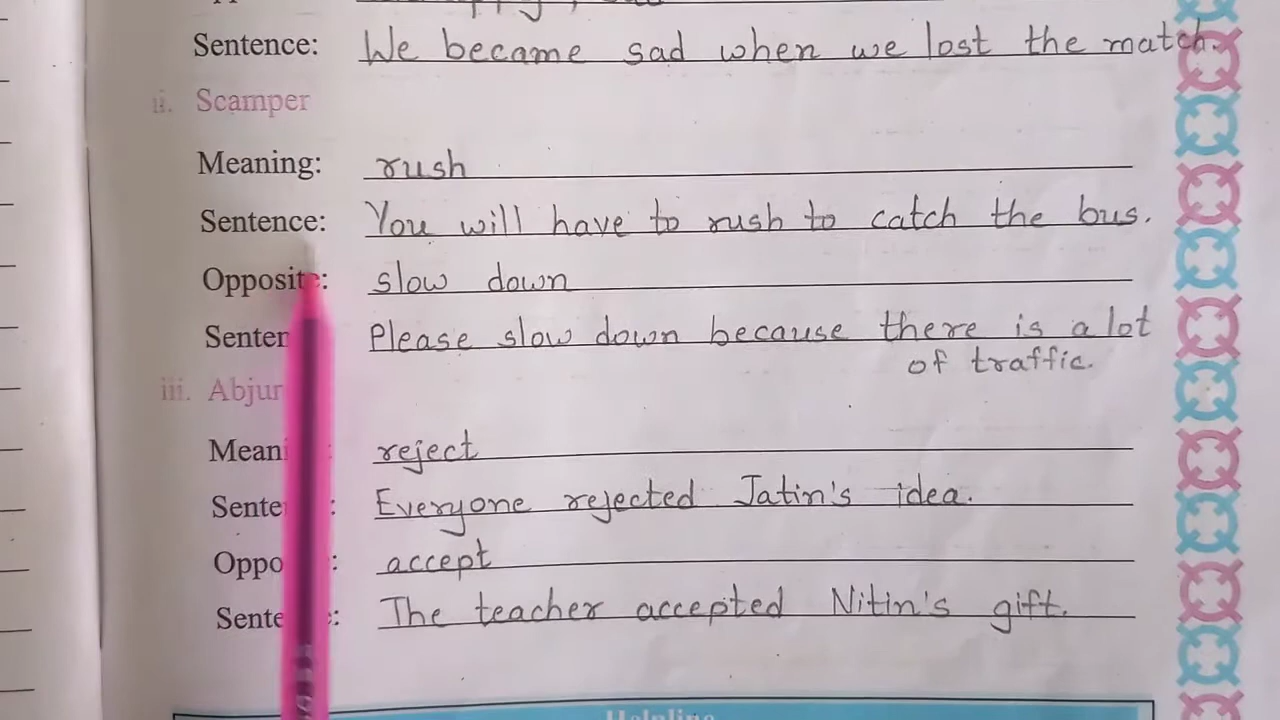 Sentence: We became sad when we lost the match.
ii. Scamper
Meaning: rush
Sentence: You will have to rush to catch the bus.
Opposite: slow down
Senten Please slow down because there is a lot
of traffic.
iii. Abjur
Meani : reject
Sente : Everyone rejected Jatin's idea.
Oppo : accept
Sente : The teacher accepted Nitin's gift.
Helpline